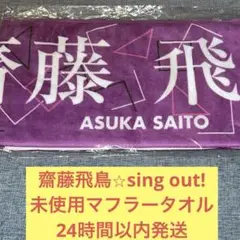 齋藤 飛
ASUKA SAITO
齋藤飛鳥☆sing out!
未使用マフラータオル
24時間以内発送